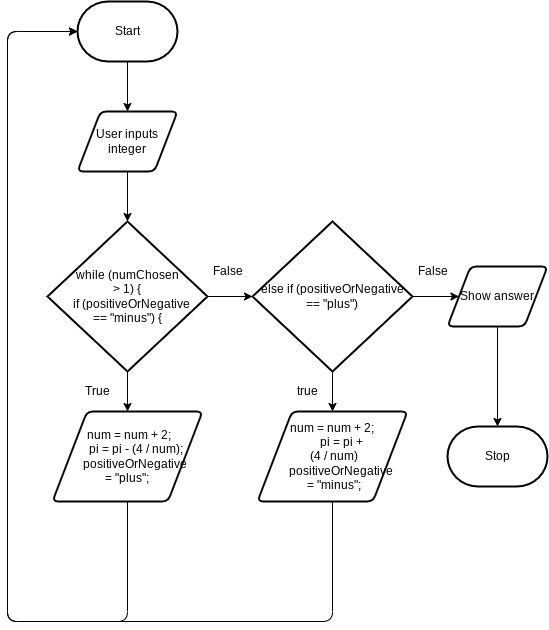 Start
User inputs
integer
while (numChosen
> 1) {
if (positiveOrNegative
== "minus") {
False
else if (positiveOrNegative
== "plus")
False
Show answer
True
true
num = num + 2;
pi = pi - (4 / num);
positiveOrNegative
= "plus";
num = num + 2;
pi = pi +
(4 / num)
positiveOrNegative
= "minus";
Stop